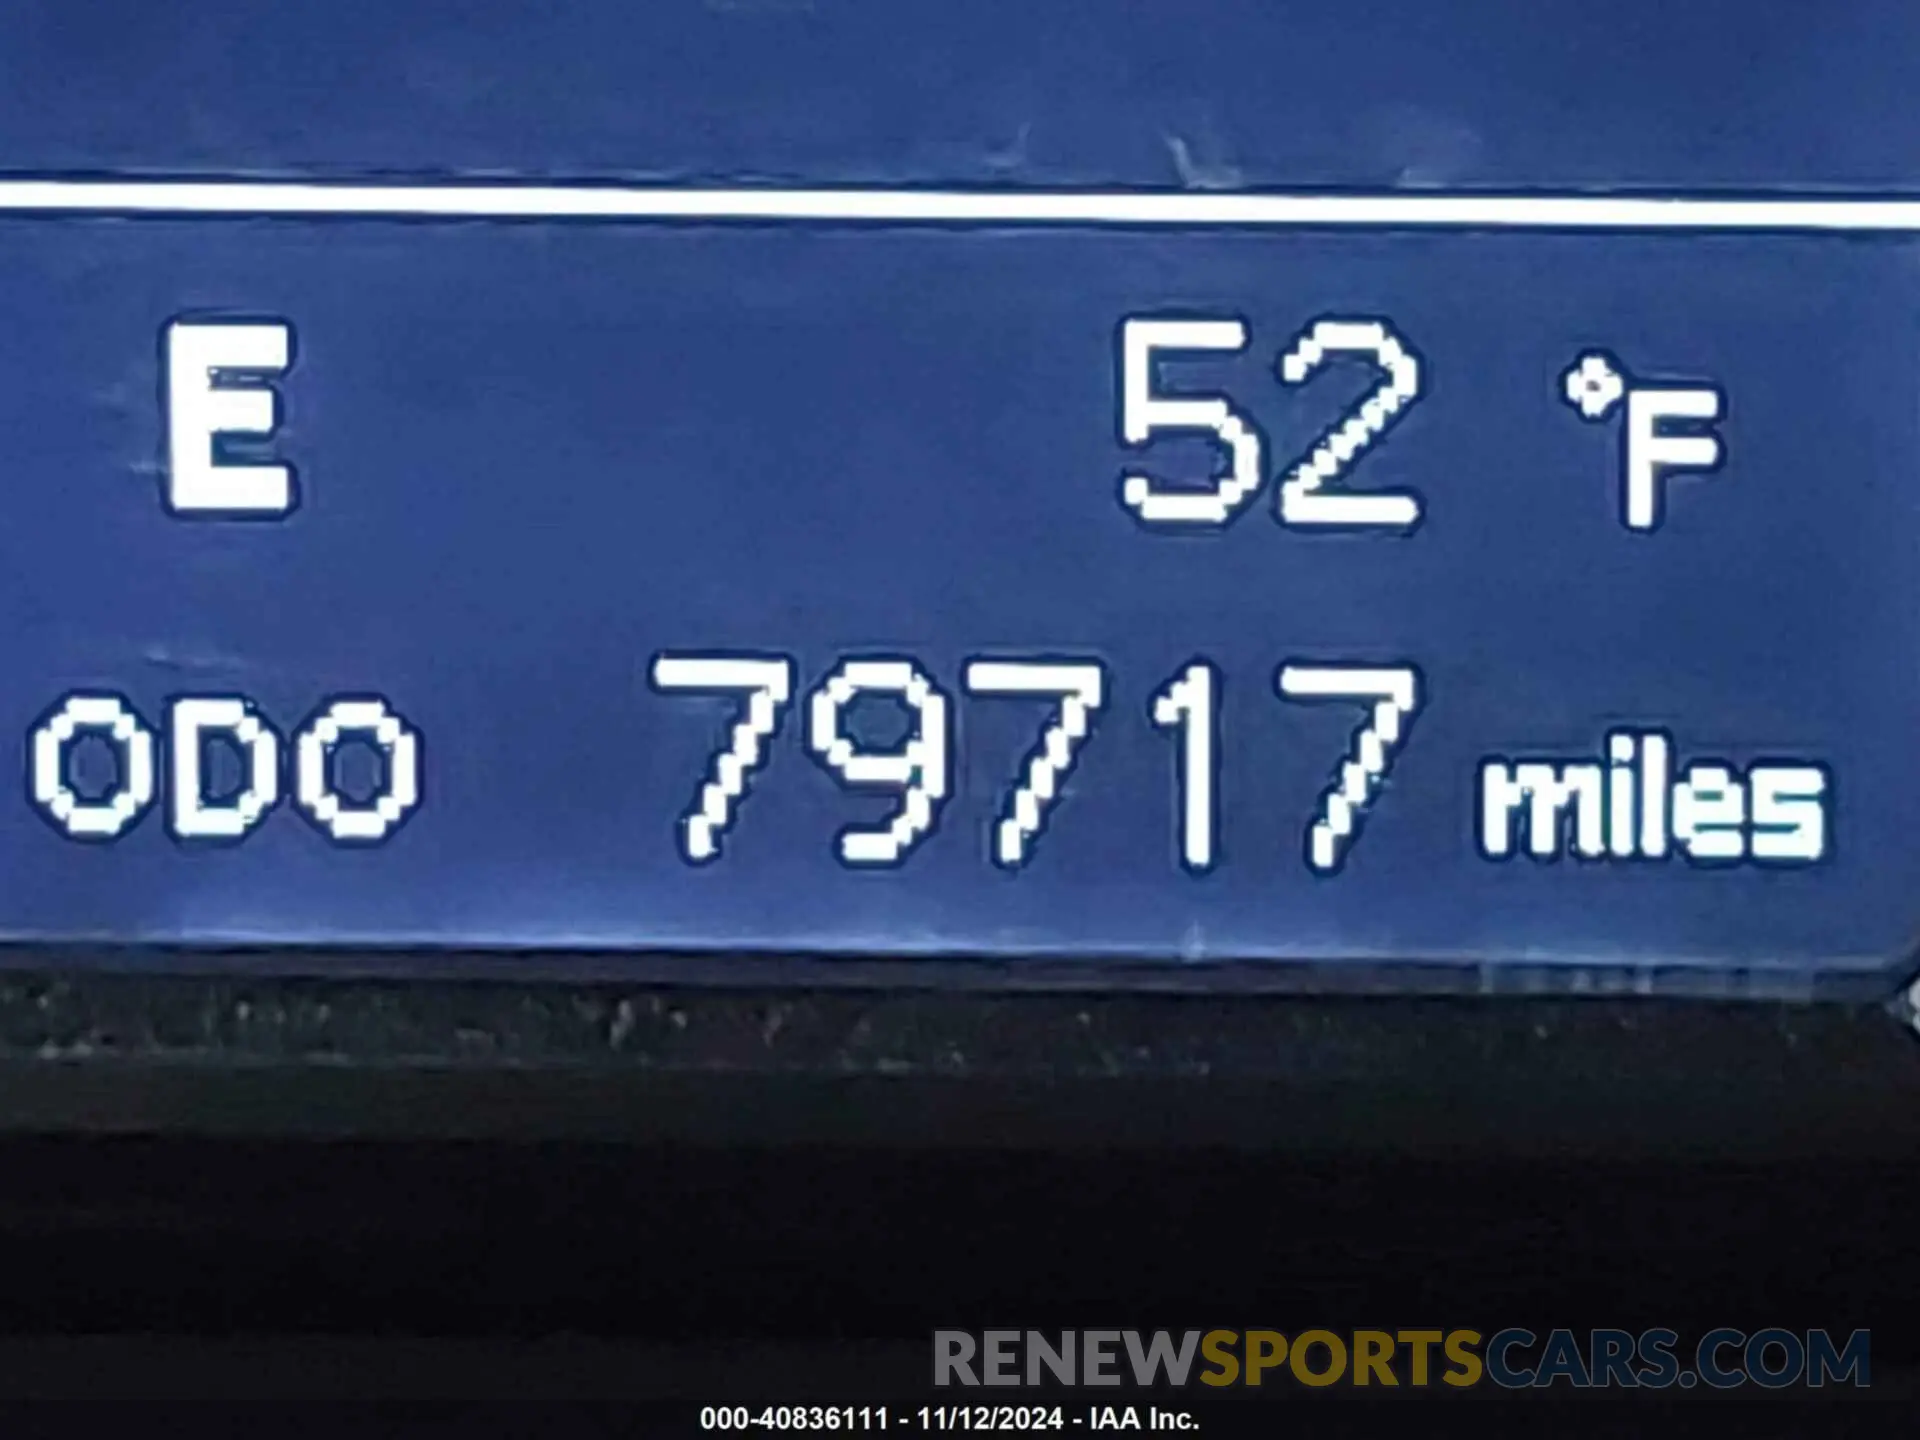 E 52 °F
ODO 79717 miles
RENEWSPORTSCARS.COM
000-40836111 - 11/12/2024 - IAA Inc.